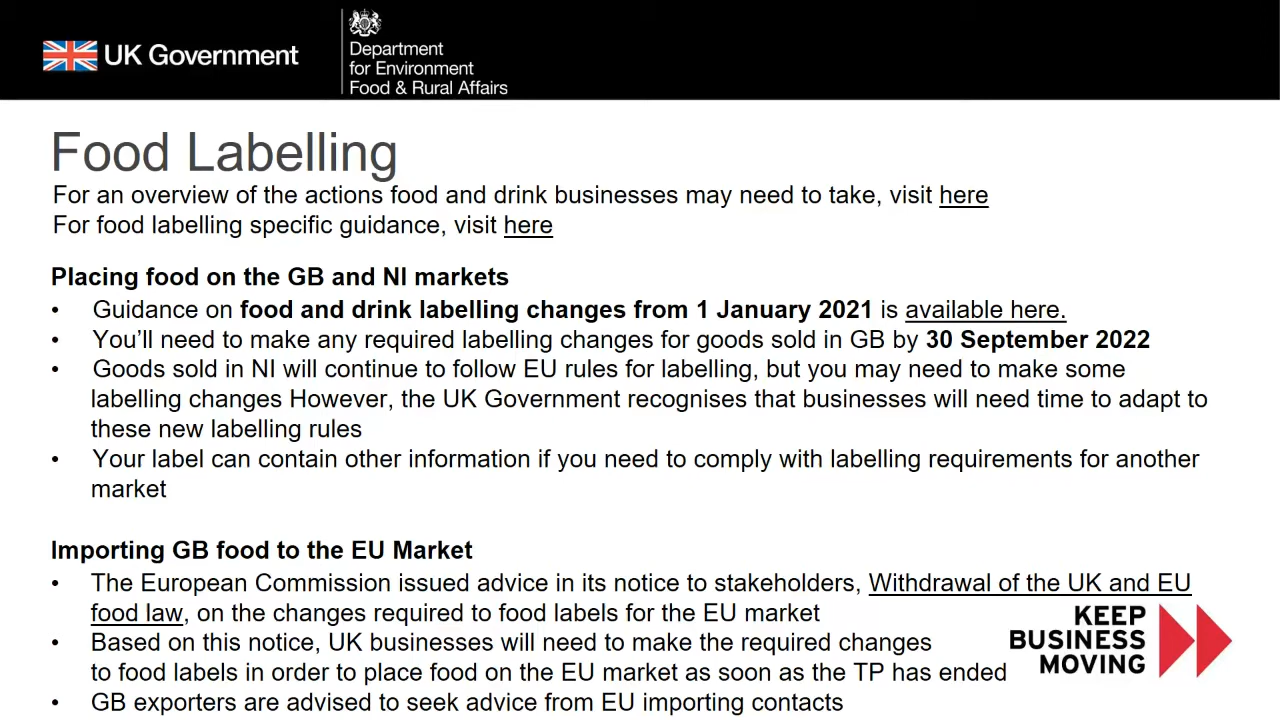 UK Government
Department
for Environment
Food & Rural Affairs
Food Labelling
For an overview of the actions food and drink businesses may need to take, visit here
For food labelling specific guidance, visit here
Placing food on the GB and NI markets
• Guidance on food and drink labelling changes from 1 January 2021 is available here.
• You’ll need to make any required labelling changes for goods sold in GB by 30 September 2022
• Goods sold in NI will continue to follow EU rules for labelling, but you may need to make some
labelling changes However, the UK Government recognises that businesses will need time to adapt to
these new labelling rules
• Your label can contain other information if you need to comply with labelling requirements for another
market
Importing GB food to the EU Market
• The European Commission issued advice in its notice to stakeholders, Withdrawal of the UK and EU
food law, on the changes required to food labels for the EU market
• Based on this notice, UK businesses will need to make the required changes
to food labels in order to place food on the EU market as soon as the TP has ended
• GB exporters are advised to seek advice from EU importing contacts
KEEP
BUSINESS
MOVING